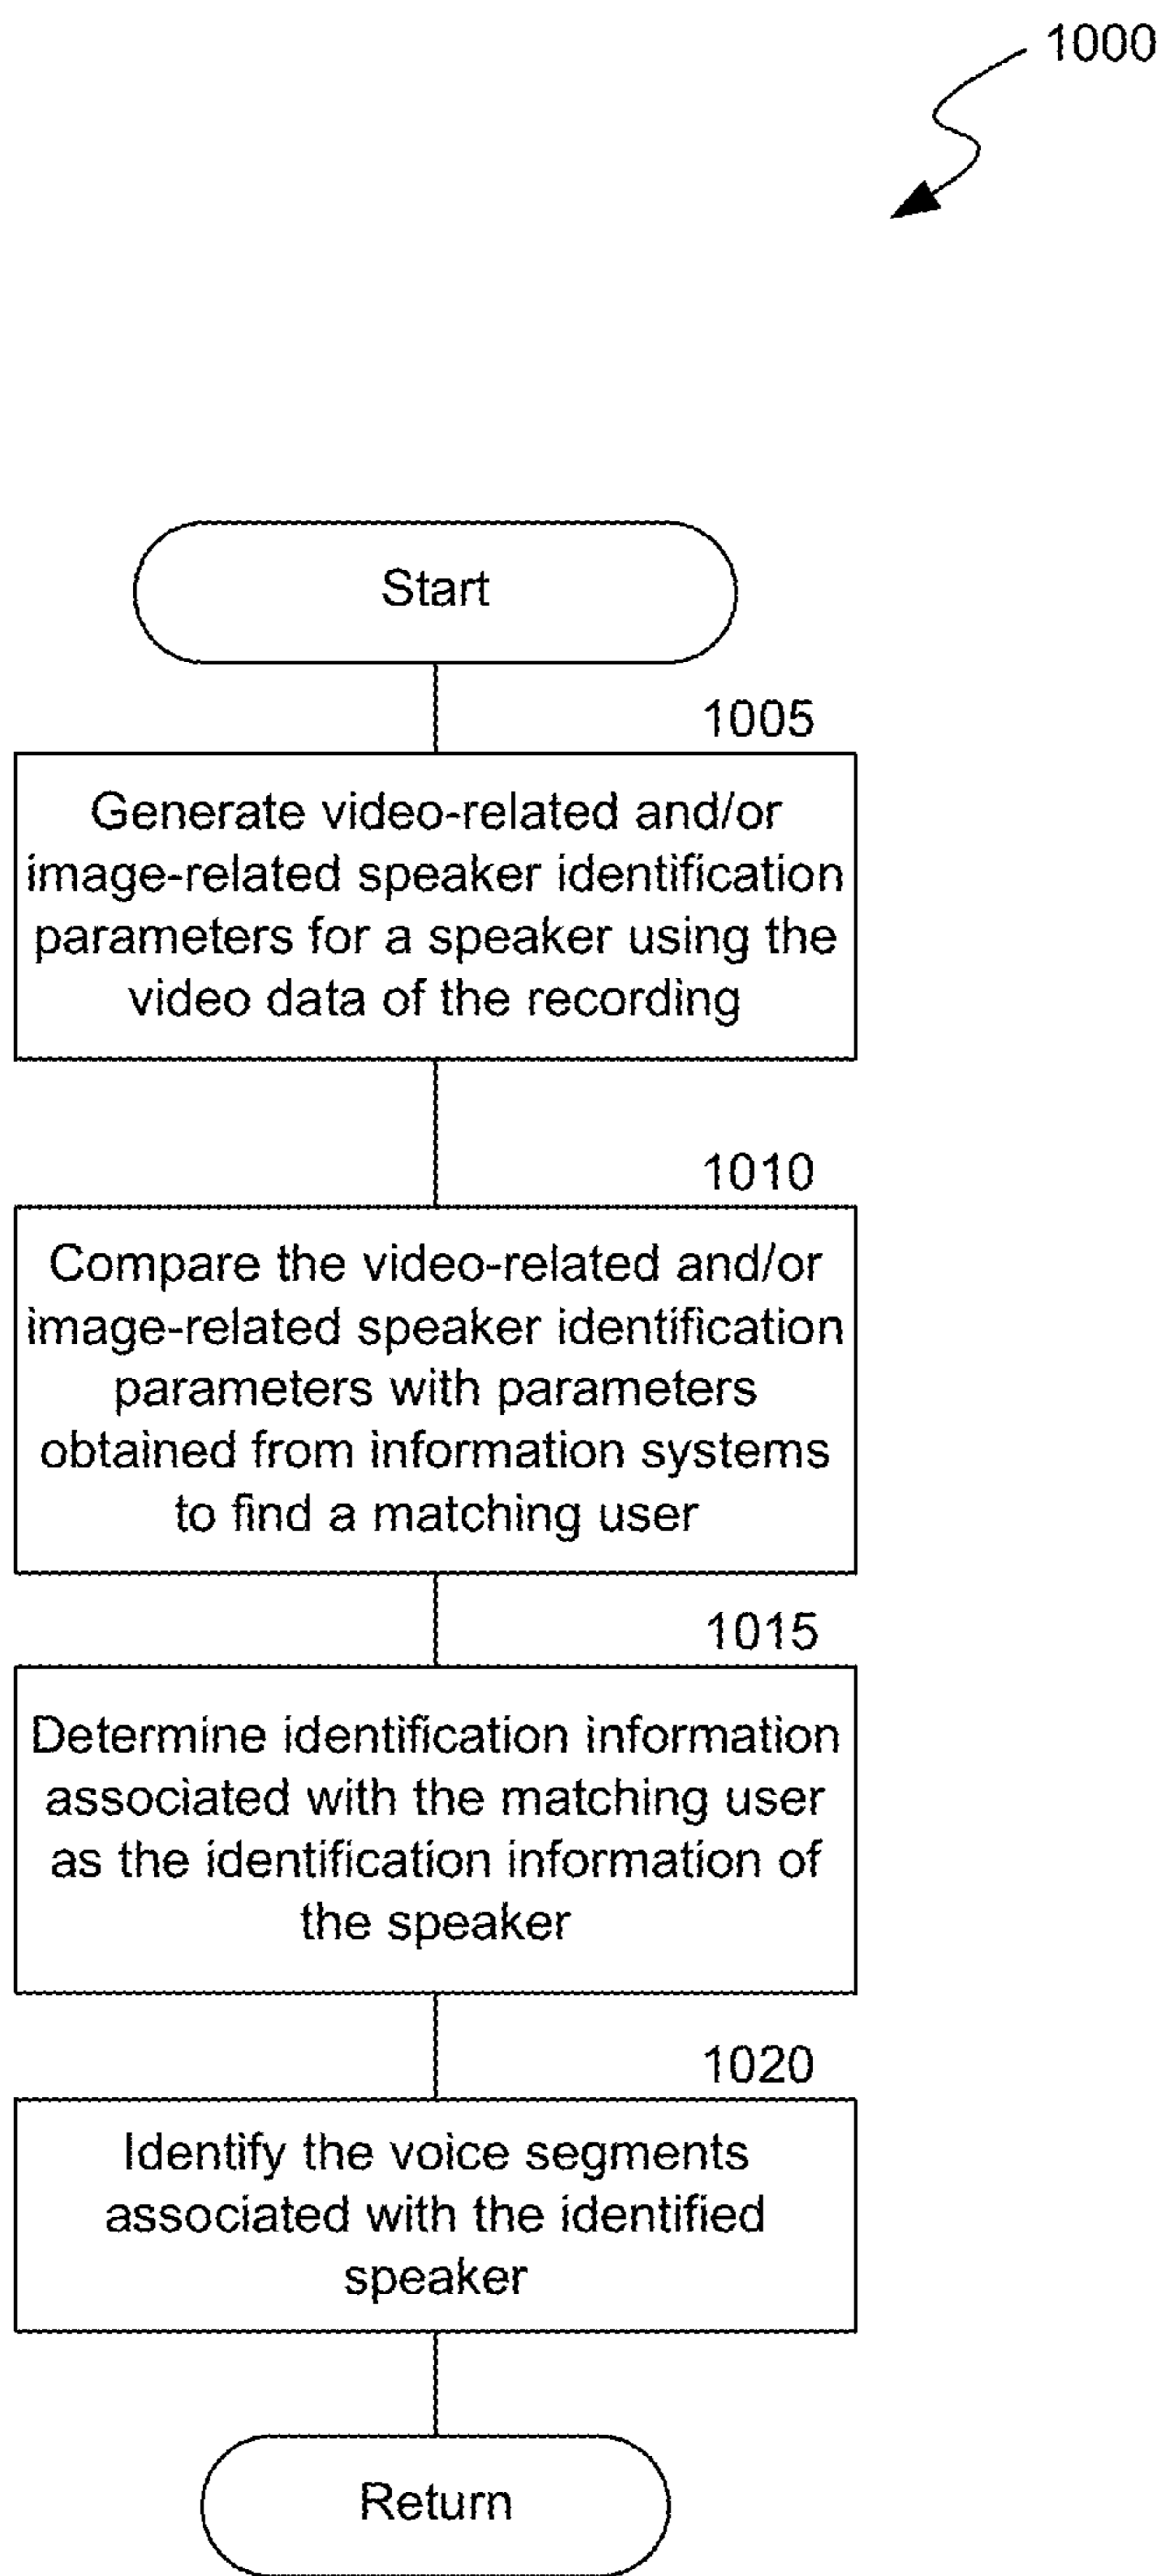 1000
Start
1005
Generate video-related and/or
image-related speaker identification
parameters for a speaker using the
video data of the recording
1010
Compare the video-related and/or
image-related speaker identification
parameters with parameters
obtained from information systems
to find a matching user
1015
Determine identification information
associated with the matching user
as the identification information of
the speaker
1020
Identify the voice segments
associated with the identified
speaker
Return